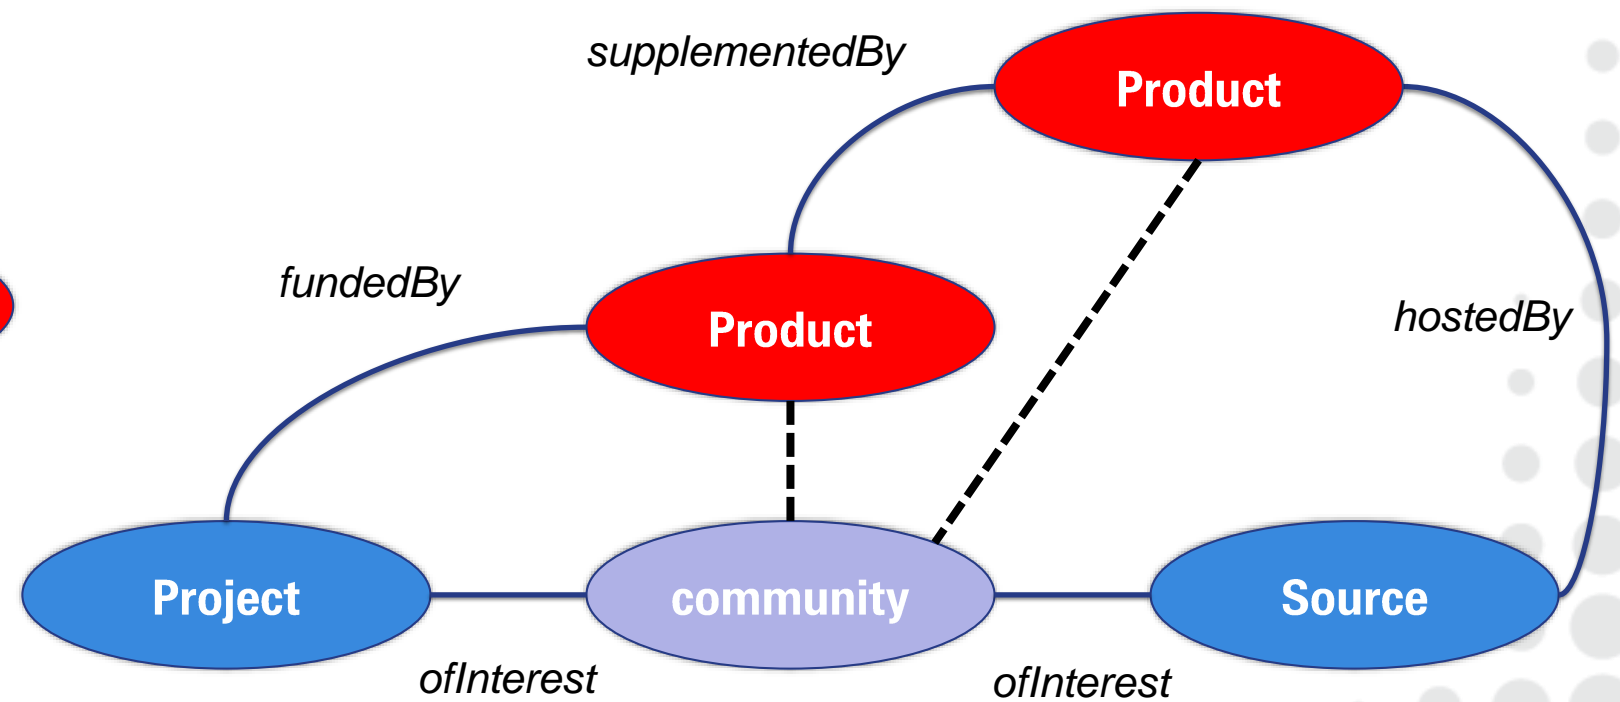 supplementedBy
Product
fundedBy
Product
hostedBy
Project
community
Source
ofInterest
ofInterest